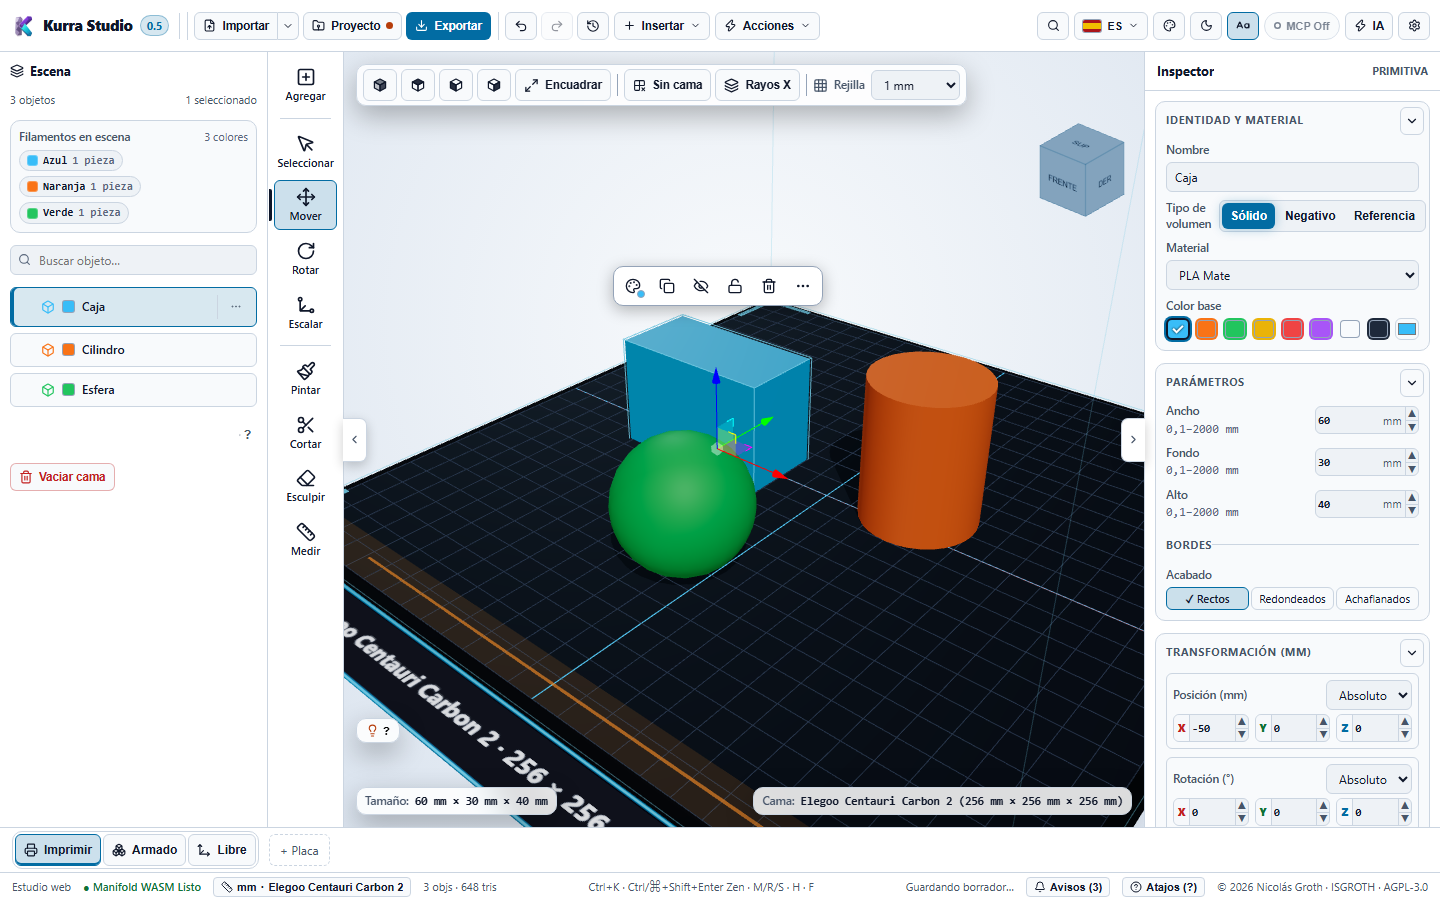 Kurra Studio 0.5 Importar Proyecto Exportar Insertar Acciones ES Aa MCP Off IA
Escena
3 objetos 1 seleccionado
Filamentos en escena 3 colores
Azul 1 pieza
Naranja 1 pieza
Verde 1 pieza
Buscar objeto...
Caja ...
Cilindro
Esfera
· ?
Vaciar cama
Agregar
Seleccionar
Mover
Rotar
Escalar
Pintar
Cortar
Esculpir
Medir
Encuadrar Sin cama Rayos X Rejilla 1 mm
SUP
FRENTE DER
o Centauri Carbon 2 · 256 × 256
?
Tamaño: 60 mm × 30 mm × 40 mm
Cama: Elegoo Centauri Carbon 2 (256 mm × 256 mm × 256 mm)
Inspector PRIMITIVA
IDENTIDAD Y MATERIAL
Nombre
Caja
Tipo de volumen Sólido Negativo Referencia
Material
PLA Mate
Color base
PARÁMETROS
Ancho
0,1–2000 mm 60 mm
Fondo
0,1–2000 mm 30 mm
Alto
0,1–2000 mm 40 mm
BORDES
Acabado
✓ Rectos Redondeados Achaflanados
TRANSFORMACIÓN (MM)
Posición (mm) Absoluto
X -50 Y 0 Z 0
Rotación (°) Absoluto
X 0 Y 0 Z 0
Imprimir Armado Libre + Placa
Estudio web ● Manifold WASM Listo mm · Elegoo Centauri Carbon 2 3 objs · 648 tris Ctrl+K · Ctrl/⌘+Shift+Enter Zen · M/R/S · H · F Guardando borrador... Avisos (3) Atajos (?) © 2026 Nicolás Groth · ISGROTH · AGPL-3.0